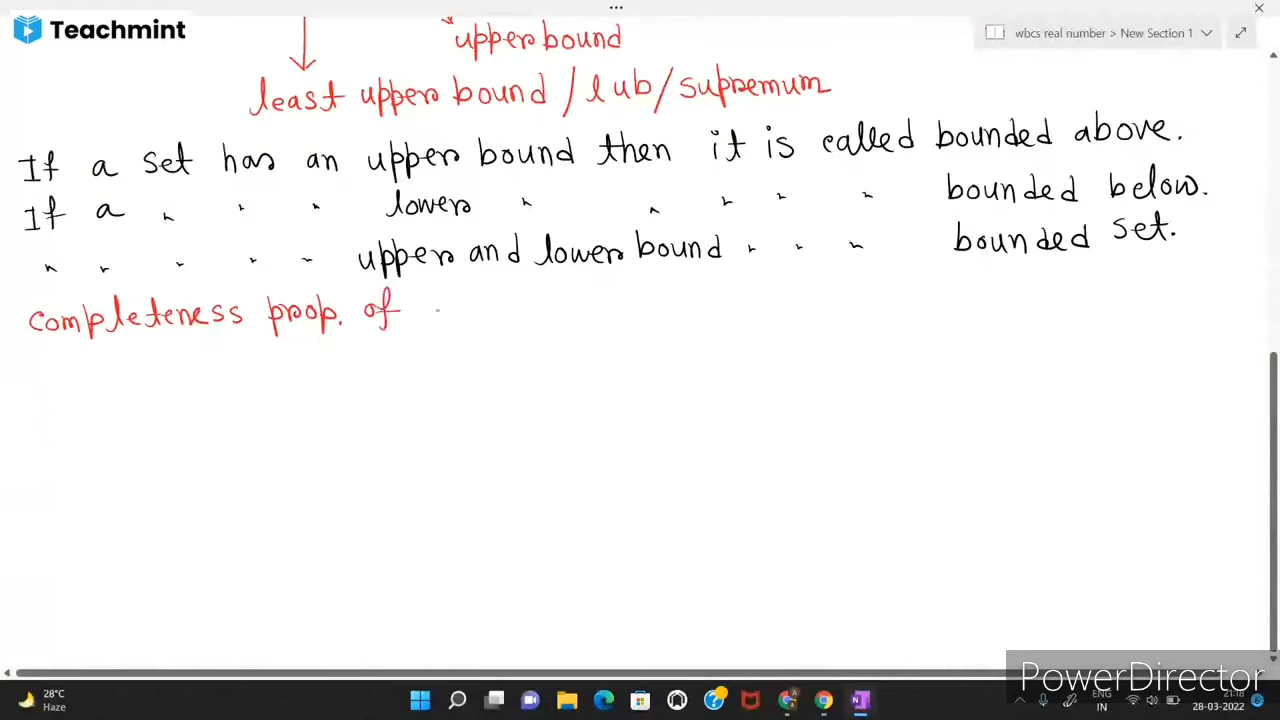 Teachmint
wbcs real number > New Section 1
upper bound
least upper bound / lub / supremum
If a set has an upper bound then it is called bounded above.
If a " " " lower " " " " " bounded below.
" " " " " upper and lower bound " " " bounded set.
completeness prop. of
PowerDirector
28°C
Haze
ENG
IN
21:18
28-03-2022